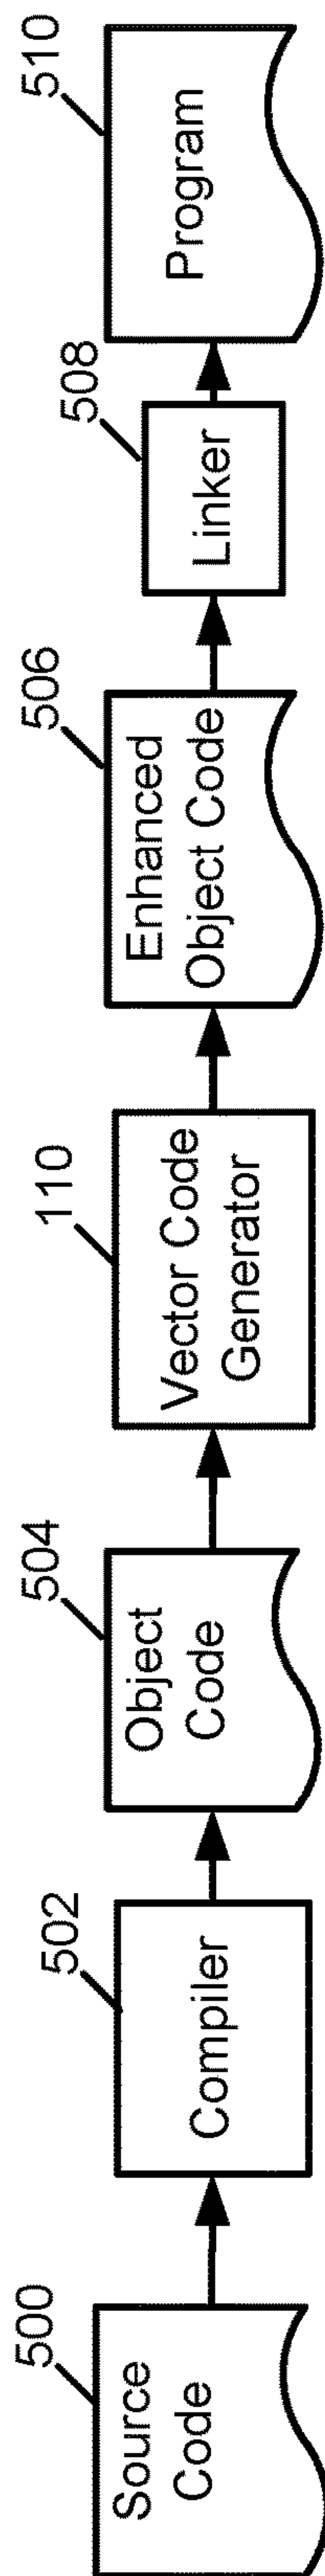 500
Source
Code
502
Compiler
504
Object
Code
110
Vector Code
Generator
506
Enhanced
Object Code
508
Linker
510
Program